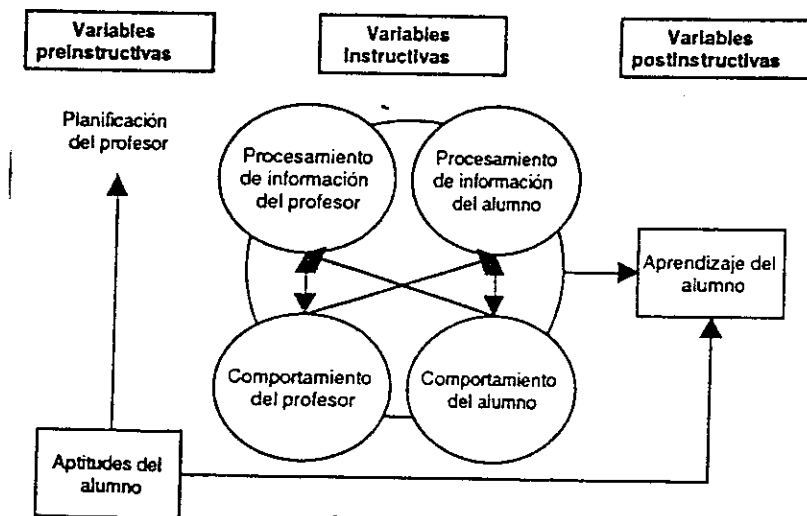 Variables
preinstructivas
Variables
instructivas
Variables
postinstructivas
Planificación
del profesor
Procesamiento
de información
del profesor
Procesamiento
de información
del alumno
Aprendizaje del
alumno
Comportamiento
del profesor
Comportamiento
del alumno
Aptitudes del
alumno